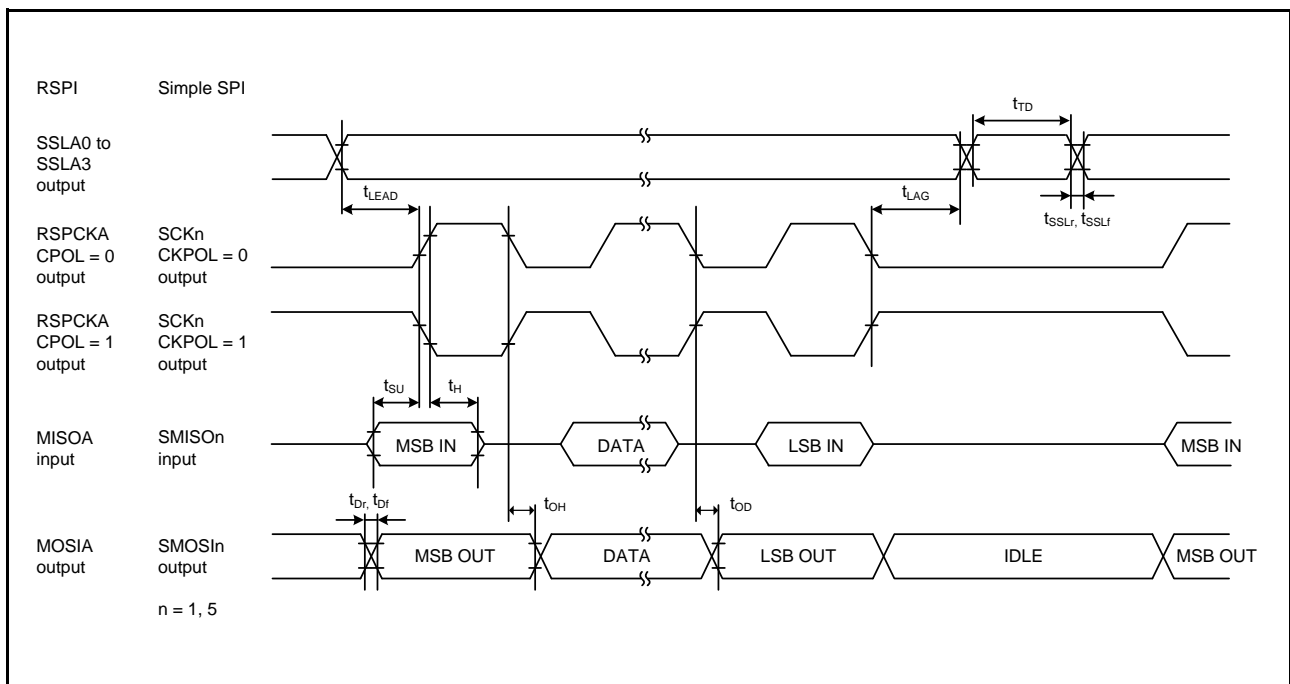 RSPI Simple SPI
SSLA0 to
SSLA3
output
tTD
tLEAD
tLAG
tSSLr, tSSLf
RSPCKA
CPOL = 0
output
SCKn
CKPOL = 0
output
RSPCKA
CPOL = 1
output
SCKn
CKPOL = 1
output
tSU tH
MISOA
input
SMISOn
input
MSB IN DATA LSB IN MSB IN
tDr, tDf tOH tOD
MOSIA
output
SMOSIn
output
MSB OUT DATA LSB OUT IDLE MSB OUT
n = 1, 5